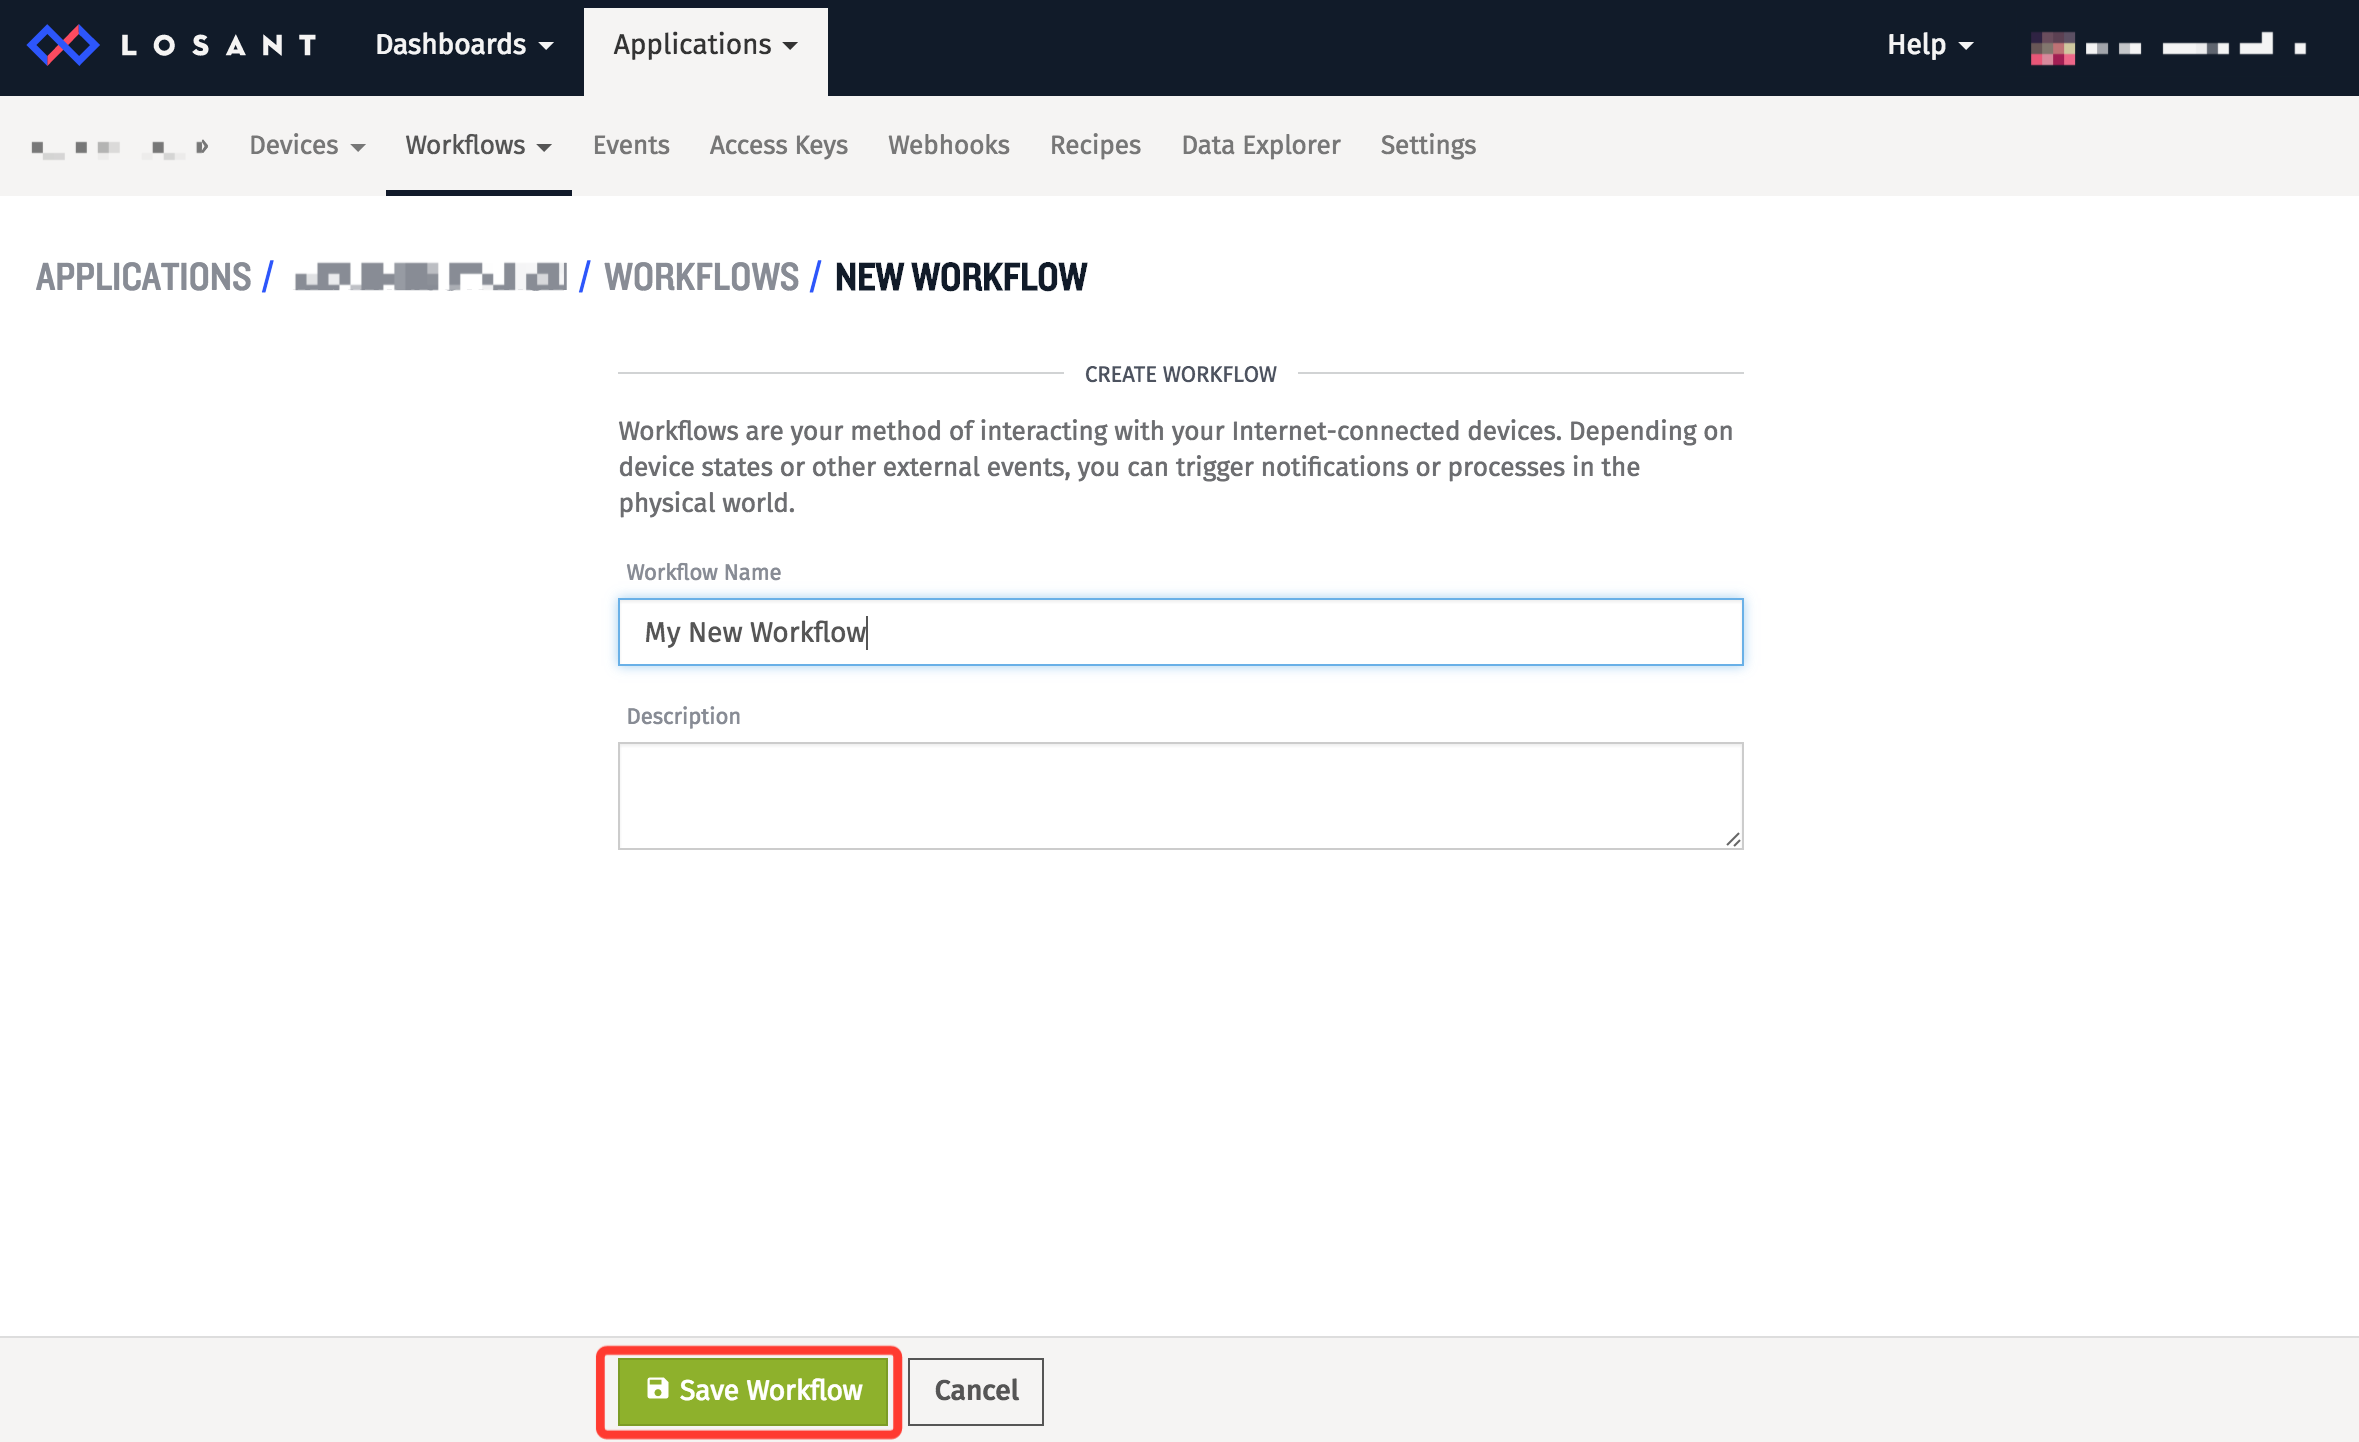 LOSANT Dashboards Applications Help
Devices Workflows Events Access Keys Webhooks Recipes Data Explorer Settings
APPLICATIONS / / WORKFLOWS / NEW WORKFLOW
CREATE WORKFLOW
Workflows are your method of interacting with your Internet-connected devices. Depending on
device states or other external events, you can trigger notifications or processes in the
physical world.
Workflow Name
My New Workflow
Description
Save Workflow Cancel